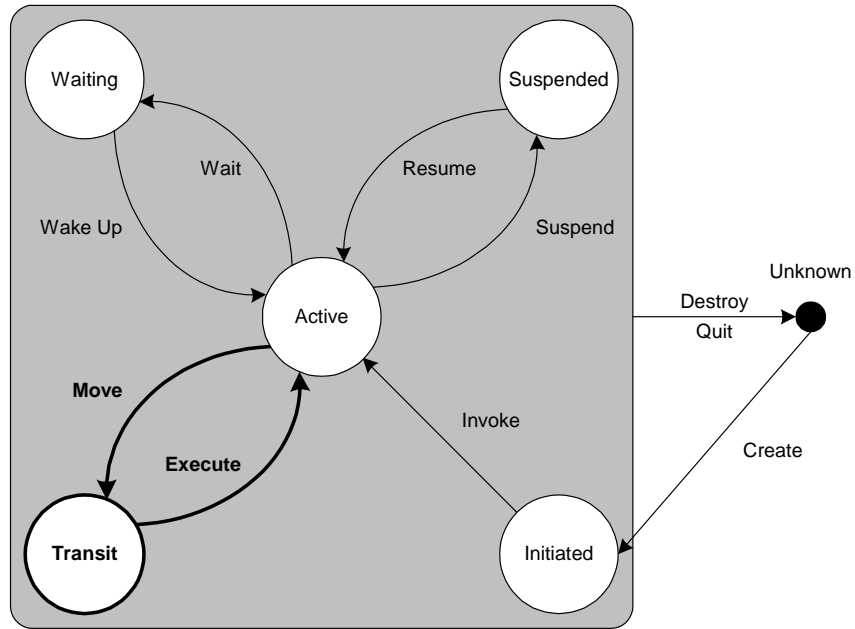 Waiting
Suspended
Wait
Resume
Wake Up
Suspend
Unknown
Destroy
Active
Quit
Move
Invoke
Create
Execute
Transit
Initiated